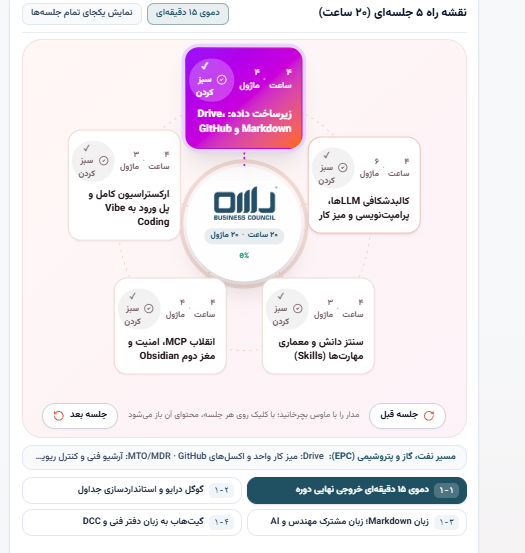 نقشه راه ۵ جلسه‌ای (۲۰ ساعت)
دموی ۱۵ دقیقه‌ای
نمایش یکجای تمام جلسه‌ها
۴ ساعت · ۴ ماژول
✓ سبز کردن
زیرساخت داده: Drive،
Markdown و GitHub
۴ ساعت · ۶ ماژول
✓ سبز کردن
کالبدشکافی LLMها،
پرامپت‌نویسی و میز کار
۴ ساعت · ۳ ماژول
✓ سبز کردن
ارکستراسیون کامل و
پل ورود به Vibe
Coding
BUSINESS COUNCIL
۲۰ ساعت · ۲۰ ماژول
۰%
۴ ساعت · ۳ ماژول
✓ سبز کردن
سنتز دانش و معماری
مهارت‌ها (Skills)
۴ ساعت · ۴ ماژول
✓ سبز کردن
انقلاب MCP، امنیت و
مغز دوم Obsidian
جلسه قبل
مدار را با ماوس بچرخانید؛ با کلیک روی هر جلسه، محتوای آن باز می‌شود
جلسه بعد
مسیر نفت، گاز و پتروشیمی (EPC): Drive: میز کار واحد و اکسل‌های MTO/MDR · GitHub: آرشیو فنی و کنترل ریویـ...
۱-۱ دموی ۱۵ دقیقه‌ای خروجی نهایی دوره
۱-۲ گوگل درایو و استانداردسازی جداول
۱-۳ زبان Markdown؛ زبان مشترک مهندس و AI
۱-۴ گیت‌هاب به زبان دفتر فنی و DCC